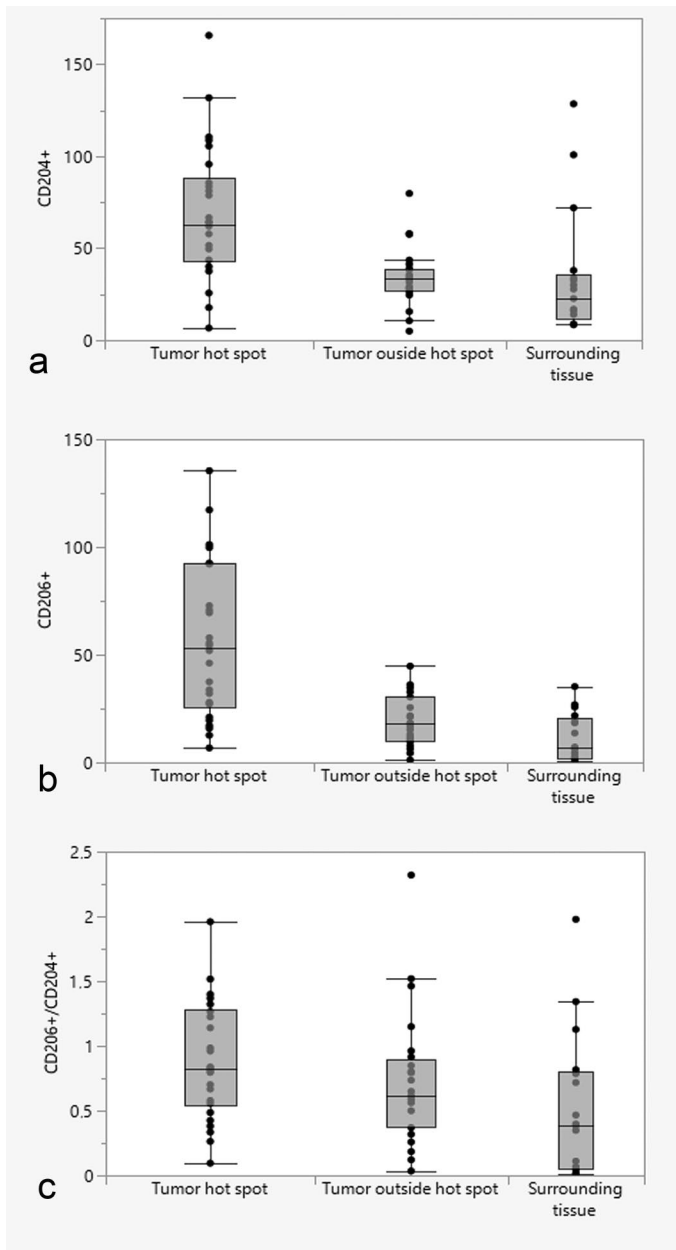 150
100
50
0
CD204+
Tumor hot spot
Tumor ouside hot spot
Surrounding
tissue
a
150
100
50
0
CD206+
Tumor hot spot
Tumor outside hot spot
Surrounding
tissue
b
2.5
2
1.5
1
0.5
0
CD206+/CD204+
Tumor hot spot
Tumor outside hot spot
Surrounding
tissue
c